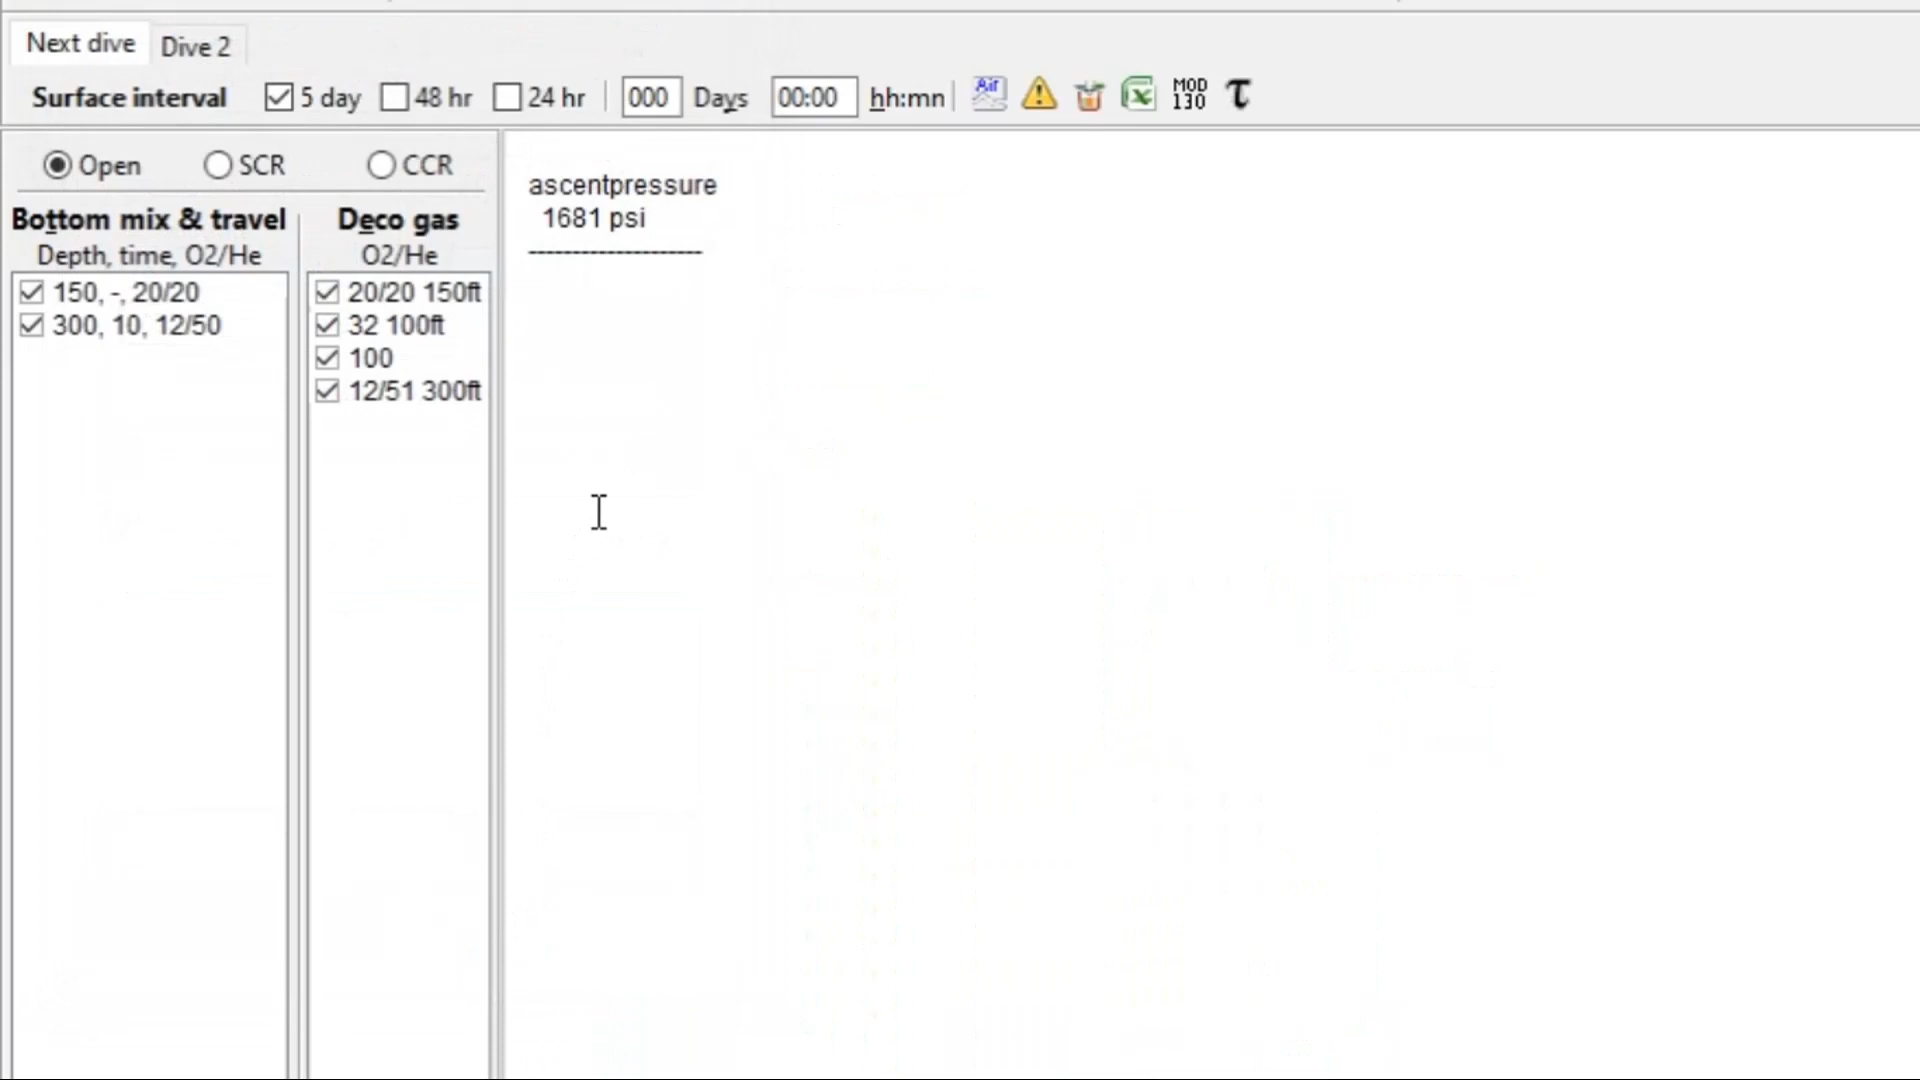 Next dive Dive 2
Surface interval 5 day 48 hr 24 hr 000 Days 00:00 hh:mn Air MOD 130 τ
Open SCR CCR
Bottom mix & travel
Depth, time, O2/He
150, -, 20/20
300, 10, 12/50
Deco gas
O2/He
20/20 150ft
32 100ft
100
12/51 300ft
ascentpressure
1681 psi
--------------------